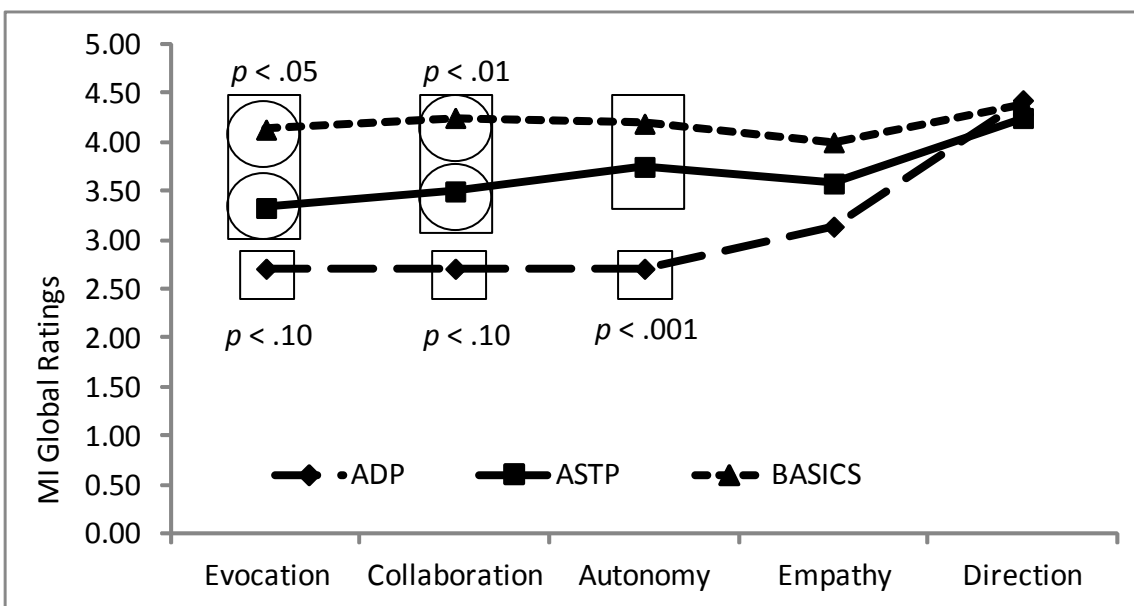 5.00
4.50
4.00
3.50
3.00
2.50
2.00
1.50
1.00
0.50
0.00
MI Global Ratings
p < .05
p < .01
p < .10
p < .10
p < .001
ADP
ASTP
BASICS
Evocation
Collaboration
Autonomy
Empathy
Direction